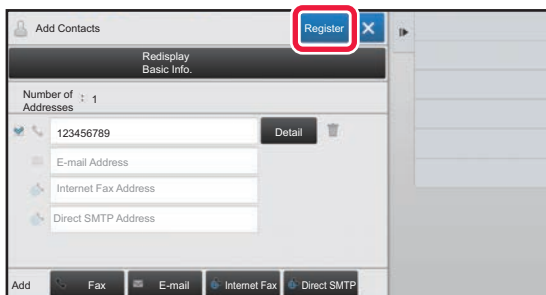 Add Contacts
Register
Redisplay
Basic Info.
Number of : 1
Addresses
123456789
Detail
E-mail Address
Internet Fax Address
Direct SMTP Address
Add
Fax
E-mail
Internet Fax
Direct SMTP